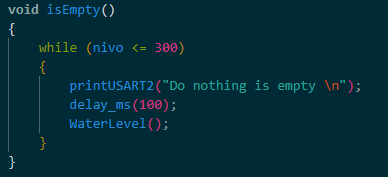 void isEmpty()
{
while (nivo <= 300)
{
printUSART2("Do nothing is empty \n");
delay_ms(100);
WaterLevel();
}
}